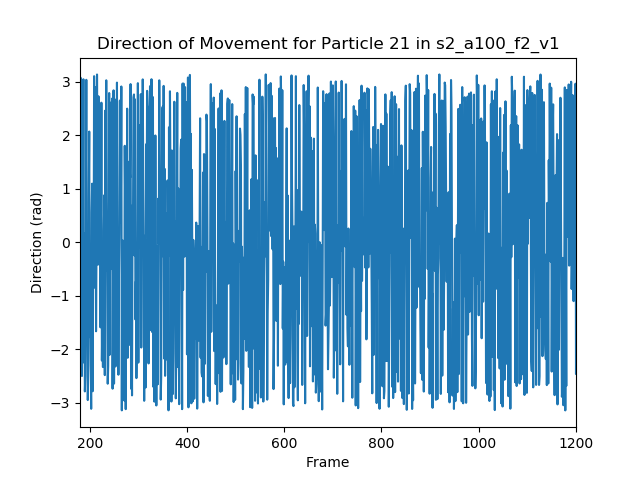 Direction of Movement for Particle 21 in s2_a100_f2_v1
3
2
1
0
−1
−2
−3
Direction (rad)
200 400 600 800 1000 1200
Frame